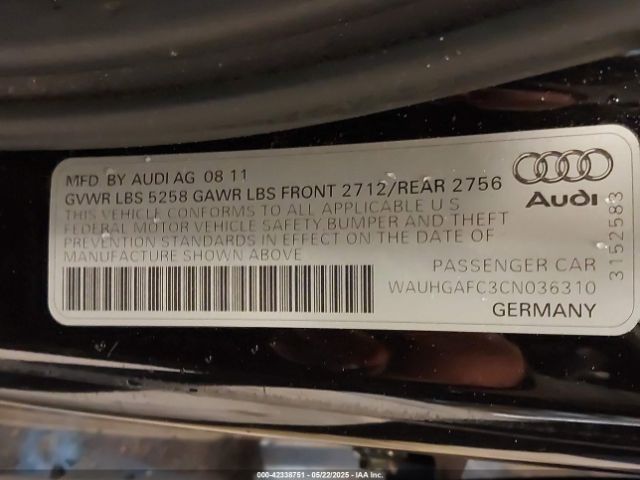 MFD. BY AUDI AG 08 11
GVWR LBS 5258 GAWR LBS FRONT 2712/REAR 2756
THIS VEHICLE CONFORMS TO ALL APPLICABLE U S
FEDERAL MOTOR VEHICLE SAFETY, BUMPER AND THEFT
PREVENTION STANDARDS IN EFFECT ON THE DATE OF
MANUFACTURE SHOWN ABOVE
Audi
3152583
PASSENGER CAR
WAUHGAFC3CN036310
GERMANY
000-42338751 - 05/22/2025 - IAAI.COM